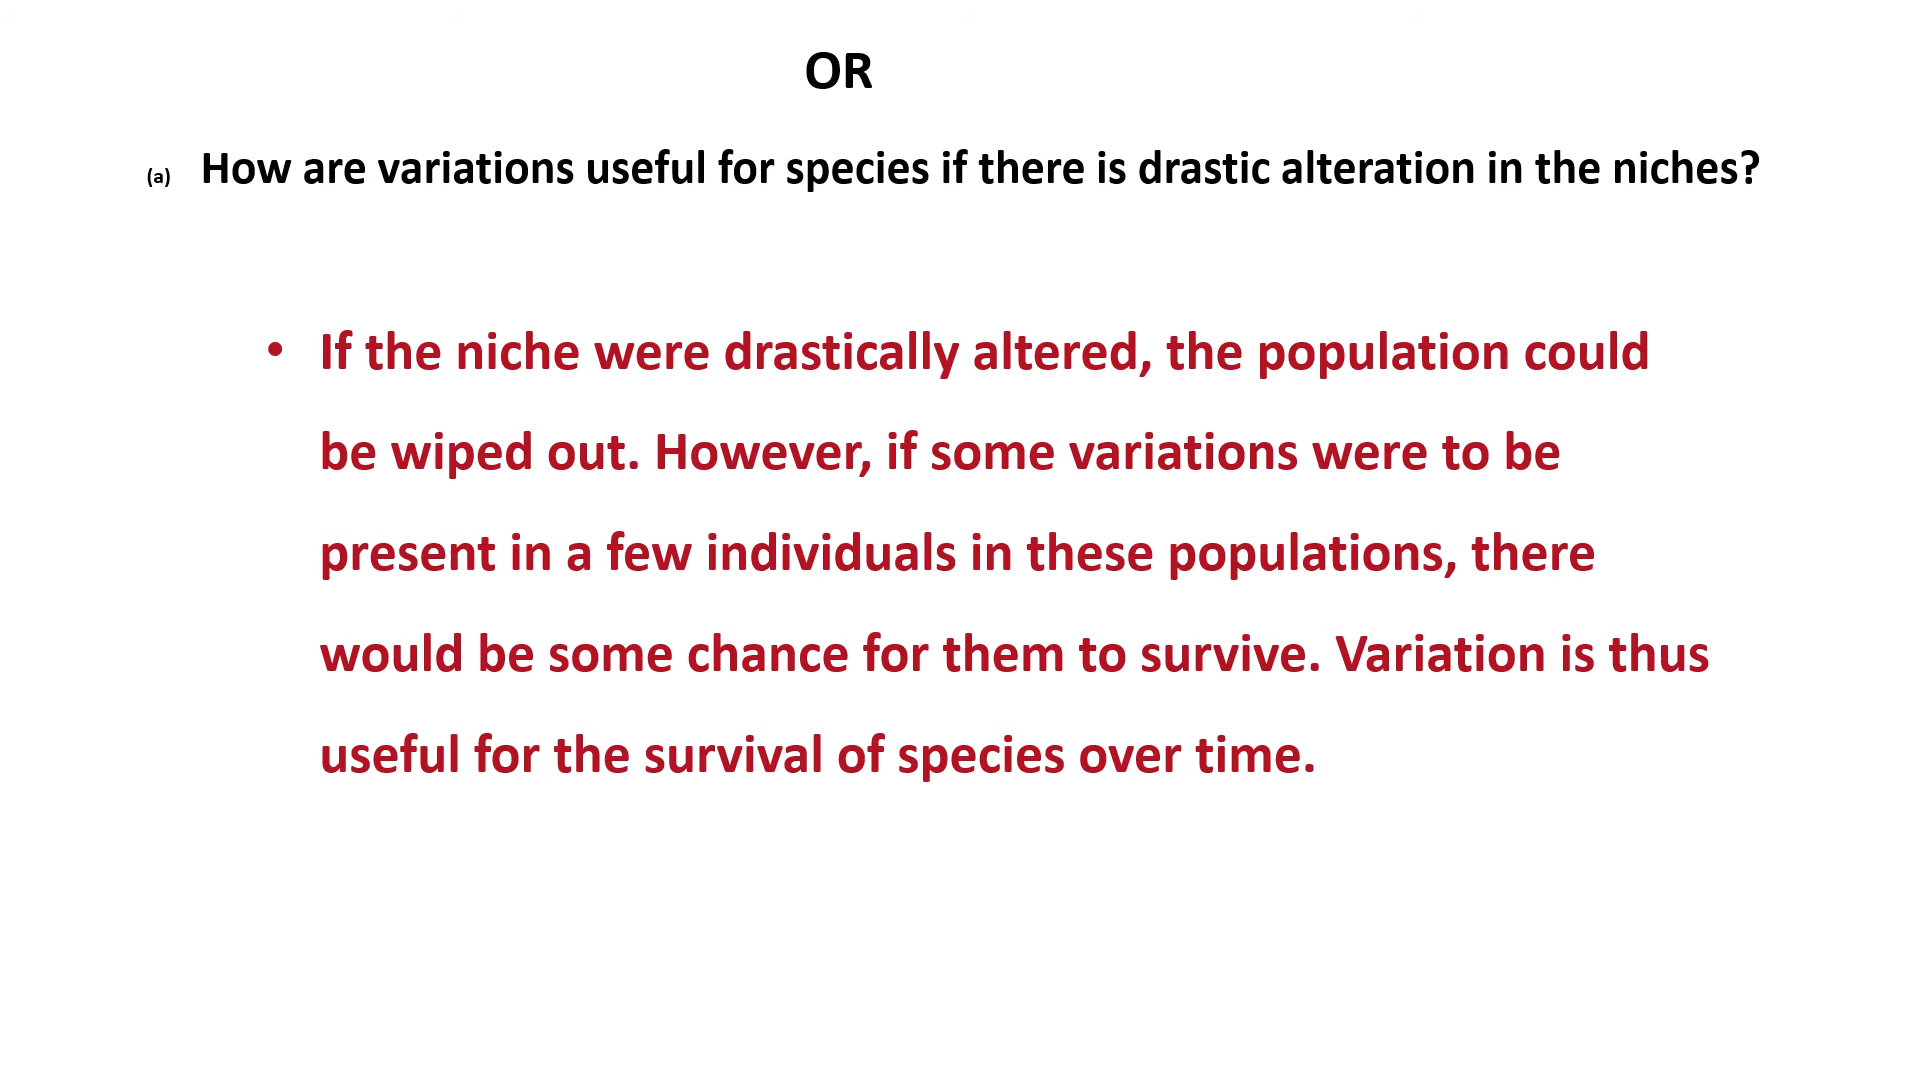 OR
(a) How are variations useful for species if there is drastic alteration in the niches?
• If the niche were drastically altered, the population could
be wiped out. However, if some variations were to be
present in a few individuals in these populations, there
would be some chance for them to survive. Variation is thus
useful for the survival of species over time.